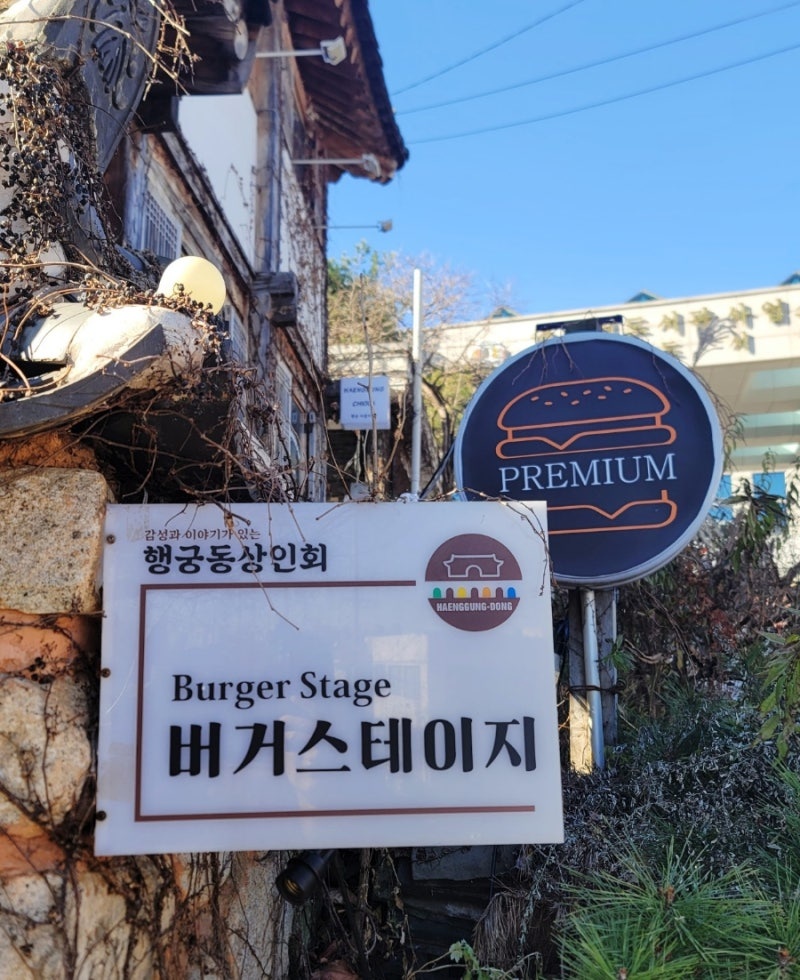 감성과 이야기가 있는
행궁동상인회
HAENGGUNG-DONG
Burger Stage
버거스테이지
PREMIUM
HAENGGUNG